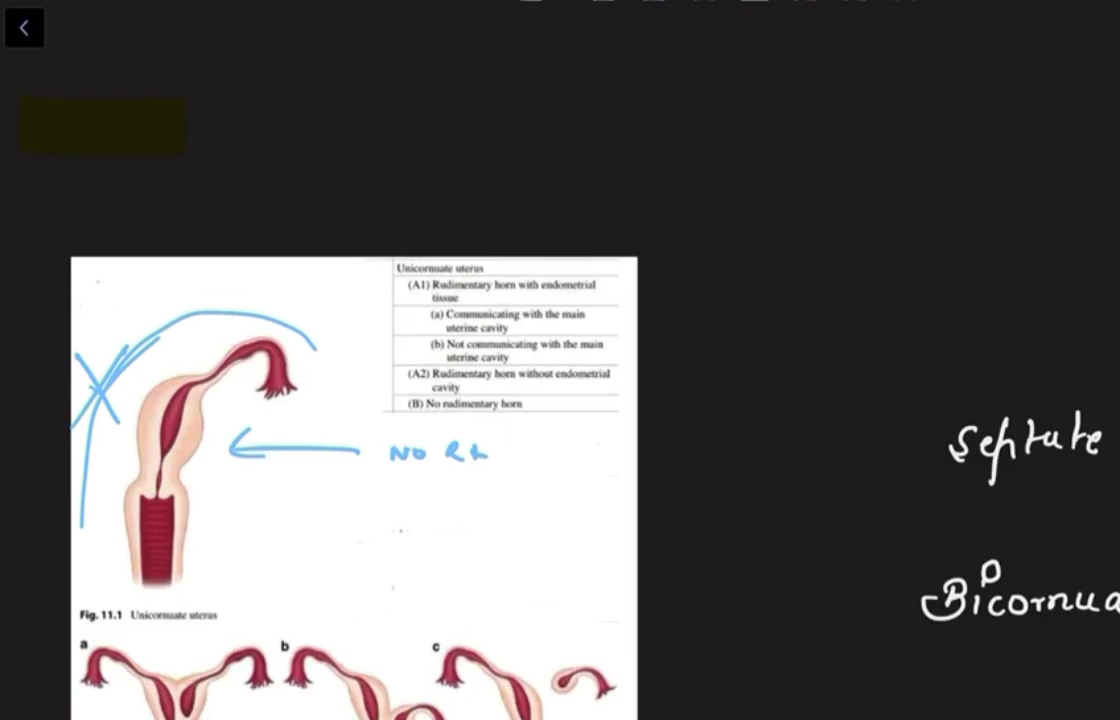 Unicornuate uterus
(A1) Rudimentary horn with endometrial
tissue
(a) Communicating with the main
uterine cavity
(b) Not communicating with the main
uterine cavity
(A2) Rudimentary horn without endometrial
cavity
(B) No rudimentary horn
NO Rx
Septate
Bicornua
Fig. 11.1 Unicornuate uterus
a
b
c